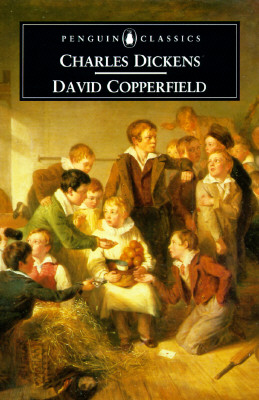 PENGUIN CLASSICS
CHARLES DICKENS
DAVID COPPERFIELD